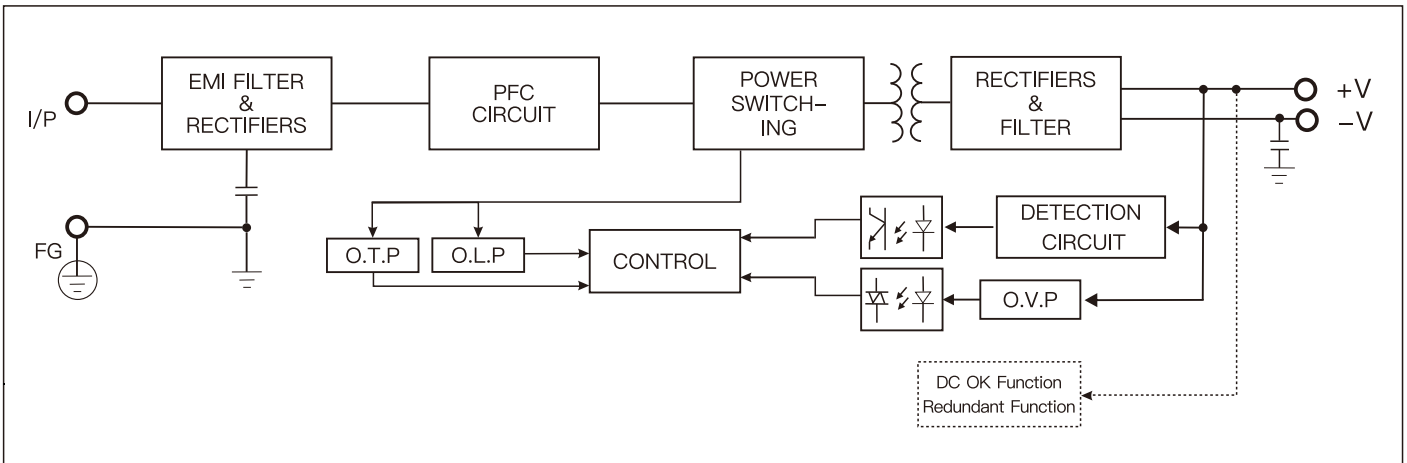 EMI FILTER
&
RECTIFIERS
PFC
CIRCUIT
POWER
SWITCH-
ING
RECTIFIERS
&
FILTER
+V
-V
I/P
FG
O.T.P
O.L.P
CONTROL
DETECTION
CIRCUIT
O.V.P
DC OK Function
Redundant Function